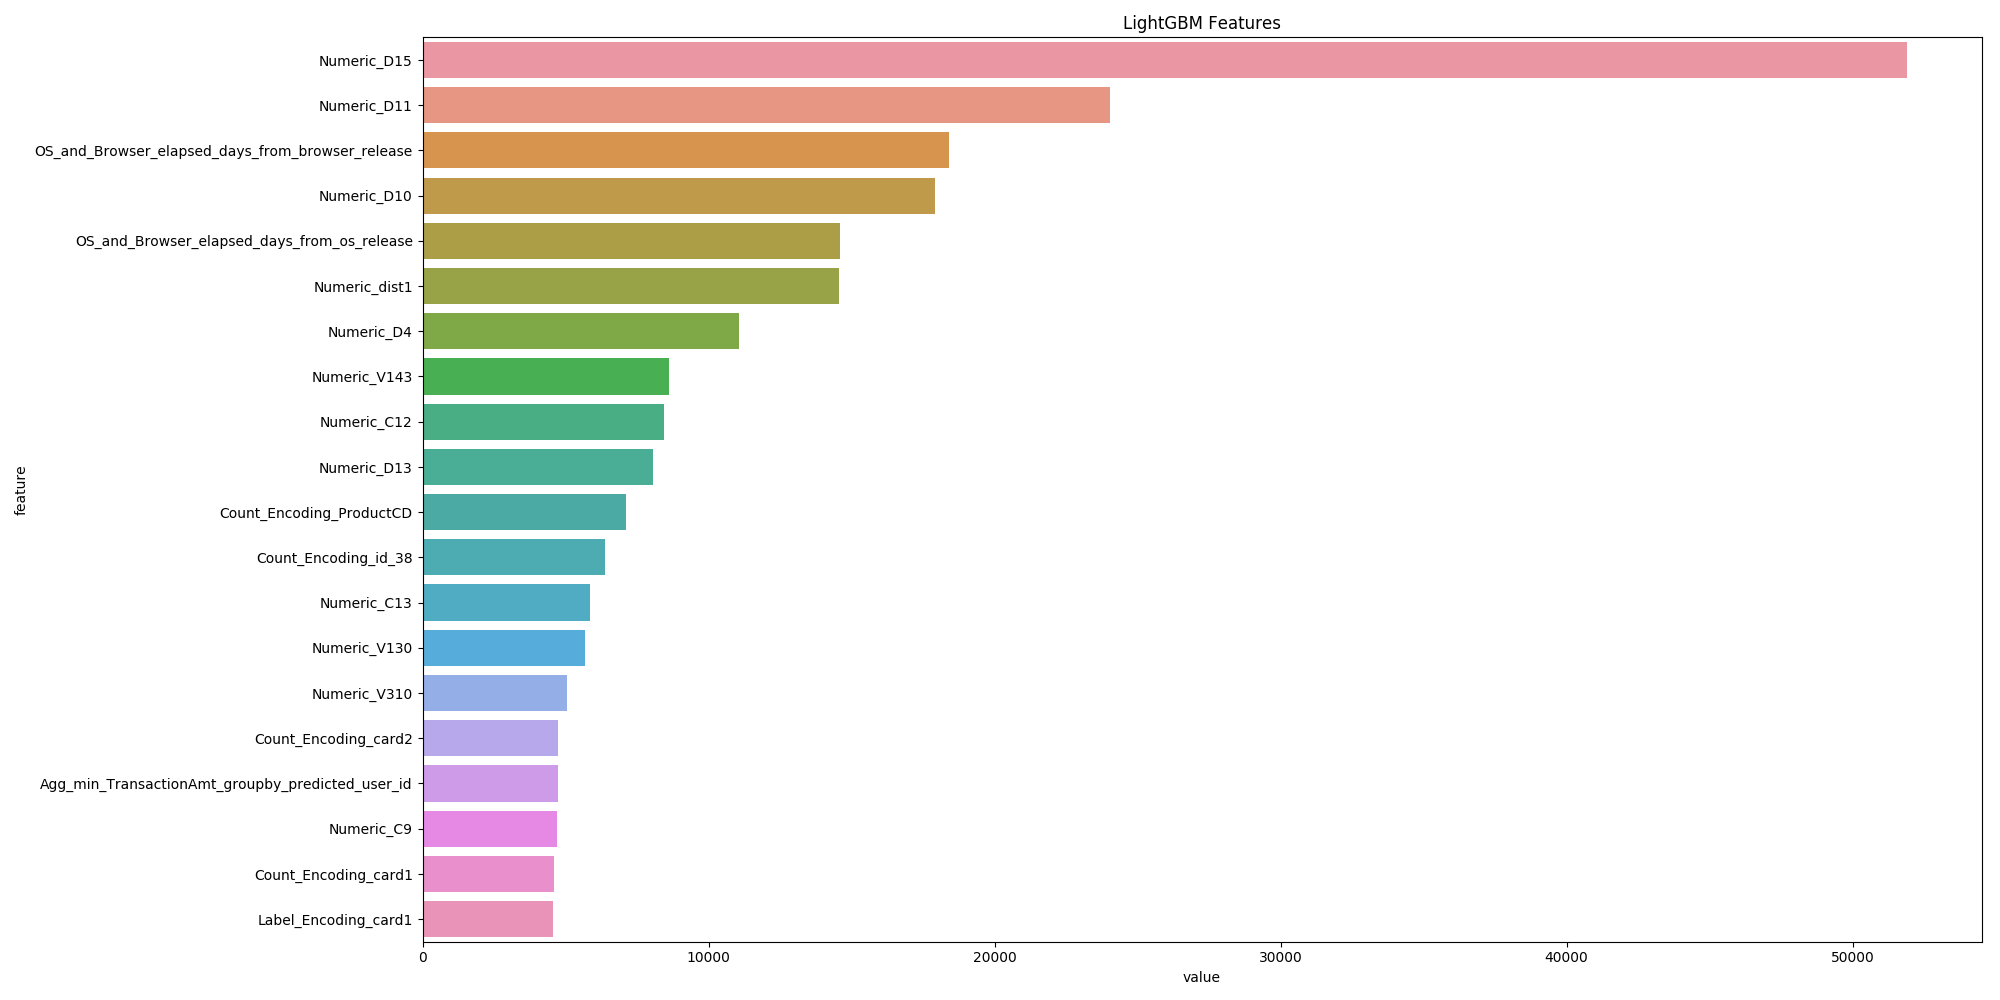 LightGBM Features
Numeric_D15
Numeric_D11
OS_and_Browser_elapsed_days_from_browser_release
Numeric_D10
OS_and_Browser_elapsed_days_from_os_release
Numeric_dist1
Numeric_D4
Numeric_V143
Numeric_C12
Numeric_D13
Count_Encoding_ProductCD
Count_Encoding_id_38
Numeric_C13
Numeric_V130
Numeric_V310
Count_Encoding_card2
Agg_min_TransactionAmt_groupby_predicted_user_id
Numeric_C9
Count_Encoding_card1
Label_Encoding_card1
feature
0 10000 20000 30000 40000 50000
value